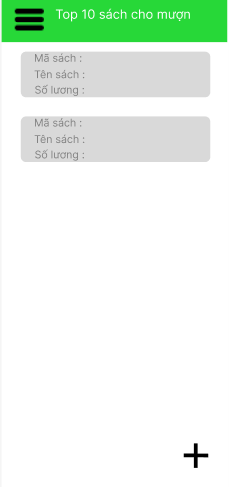 Top 10 sách cho mượn
Mã sách :
Tên sách :
Số lương :
Mã sách :
Tên sách :
Số lương :